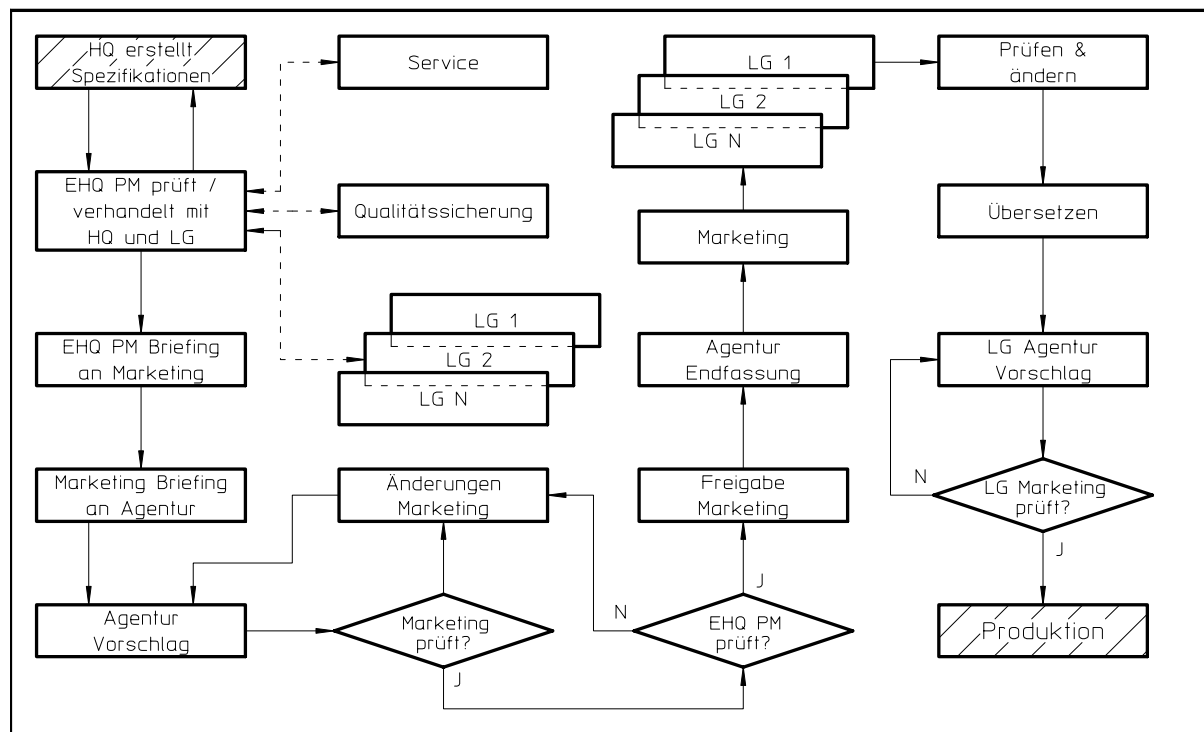 HQ erstellt
Spezifikationen
Service
LG 1
LG 2
LG N
Prüfen &
ändern
EHQ PM prüft /
verhandelt mit
HQ und LG
Qualitätssicherung
Marketing
Übersetzen
LG 1
LG 2
LG N
EHQ PM Briefing
an Marketing
Agentur
Endfassung
LG Agentur
Vorschlag
Marketing Briefing
an Agentur
Änderungen
Marketing
Freigabe
Marketing
N
LG Marketing
prüft?
J
Agentur
Vorschlag
Marketing
prüft?
J
N
EHQ PM
prüft?
J
Produktion